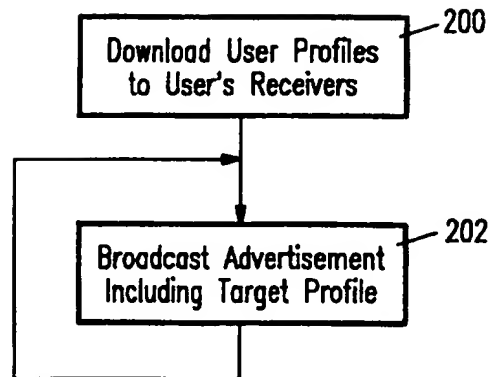 200
Download User Profiles
to User's Receivers
202
Broadcast Advertisement
Including Target Profile